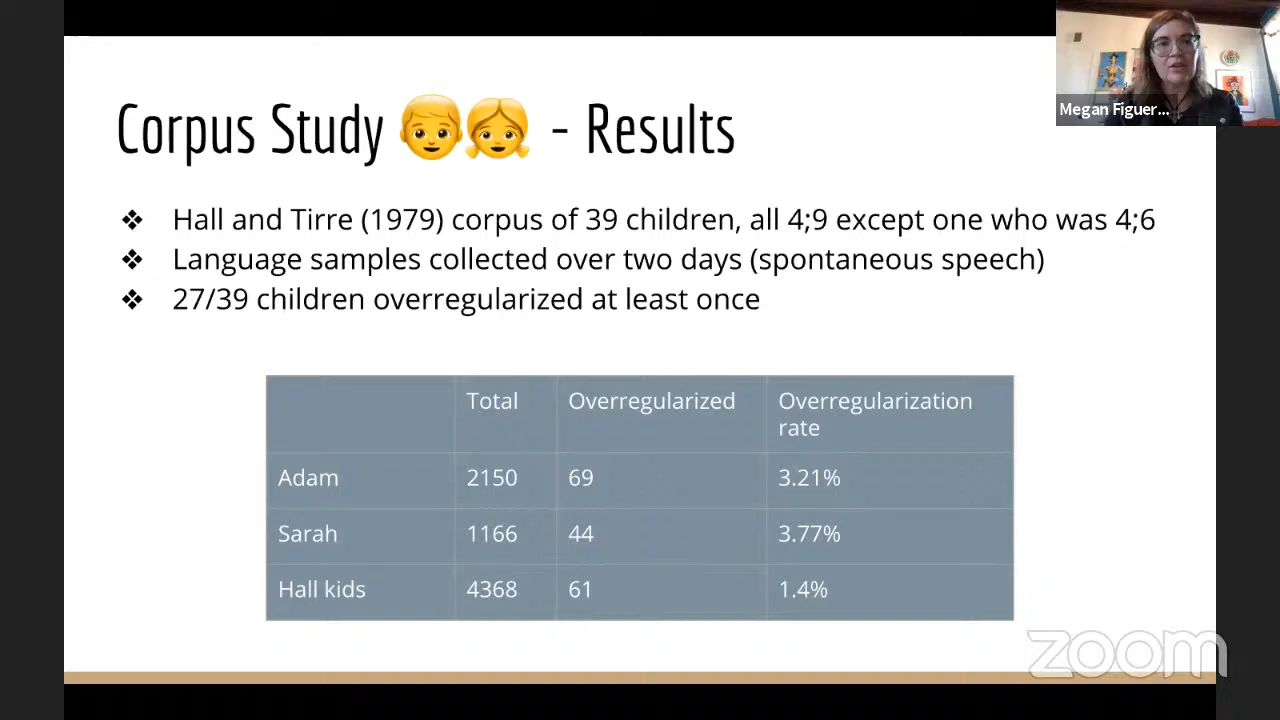 Megan Figuer...
Corpus Study 👦👧 - Results
❖ Hall and Tirre (1979) corpus of 39 children, all 4;9 except one who was 4;6
❖ Language samples collected over two days (spontaneous speech)
❖ 27/39 children overregularized at least once
Total Overregularized Overregularization
rate
Adam 2150 69 3.21%
Sarah 1166 44 3.77%
Hall kids 4368 61 1.4%
zoom